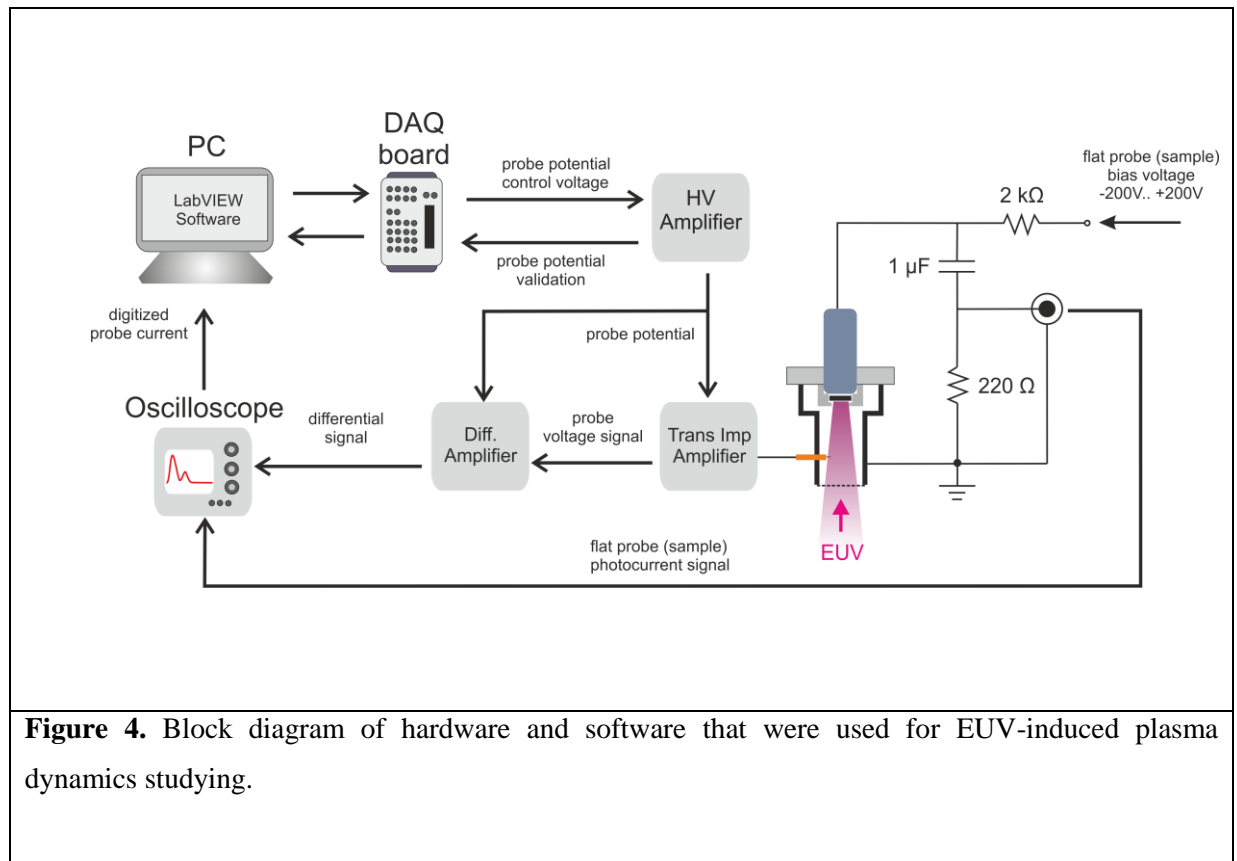 PC
LabVIEW
Software
DAQ
board
probe potential
control voltage
probe potential
validation
HV
Amplifier
flat probe (sample)
bias voltage
-200V.. +200V
2 kΩ
1 µF
220 Ω
digitized
probe current
probe potential
Oscilloscope
differential
signal
Diff.
Amplifier
probe
voltage signal
Trans Imp
Amplifier
EUV
flat probe (sample)
photocurrent signal
Figure 4. Block diagram of hardware and software that were used for EUV-induced plasma
dynamics studying.